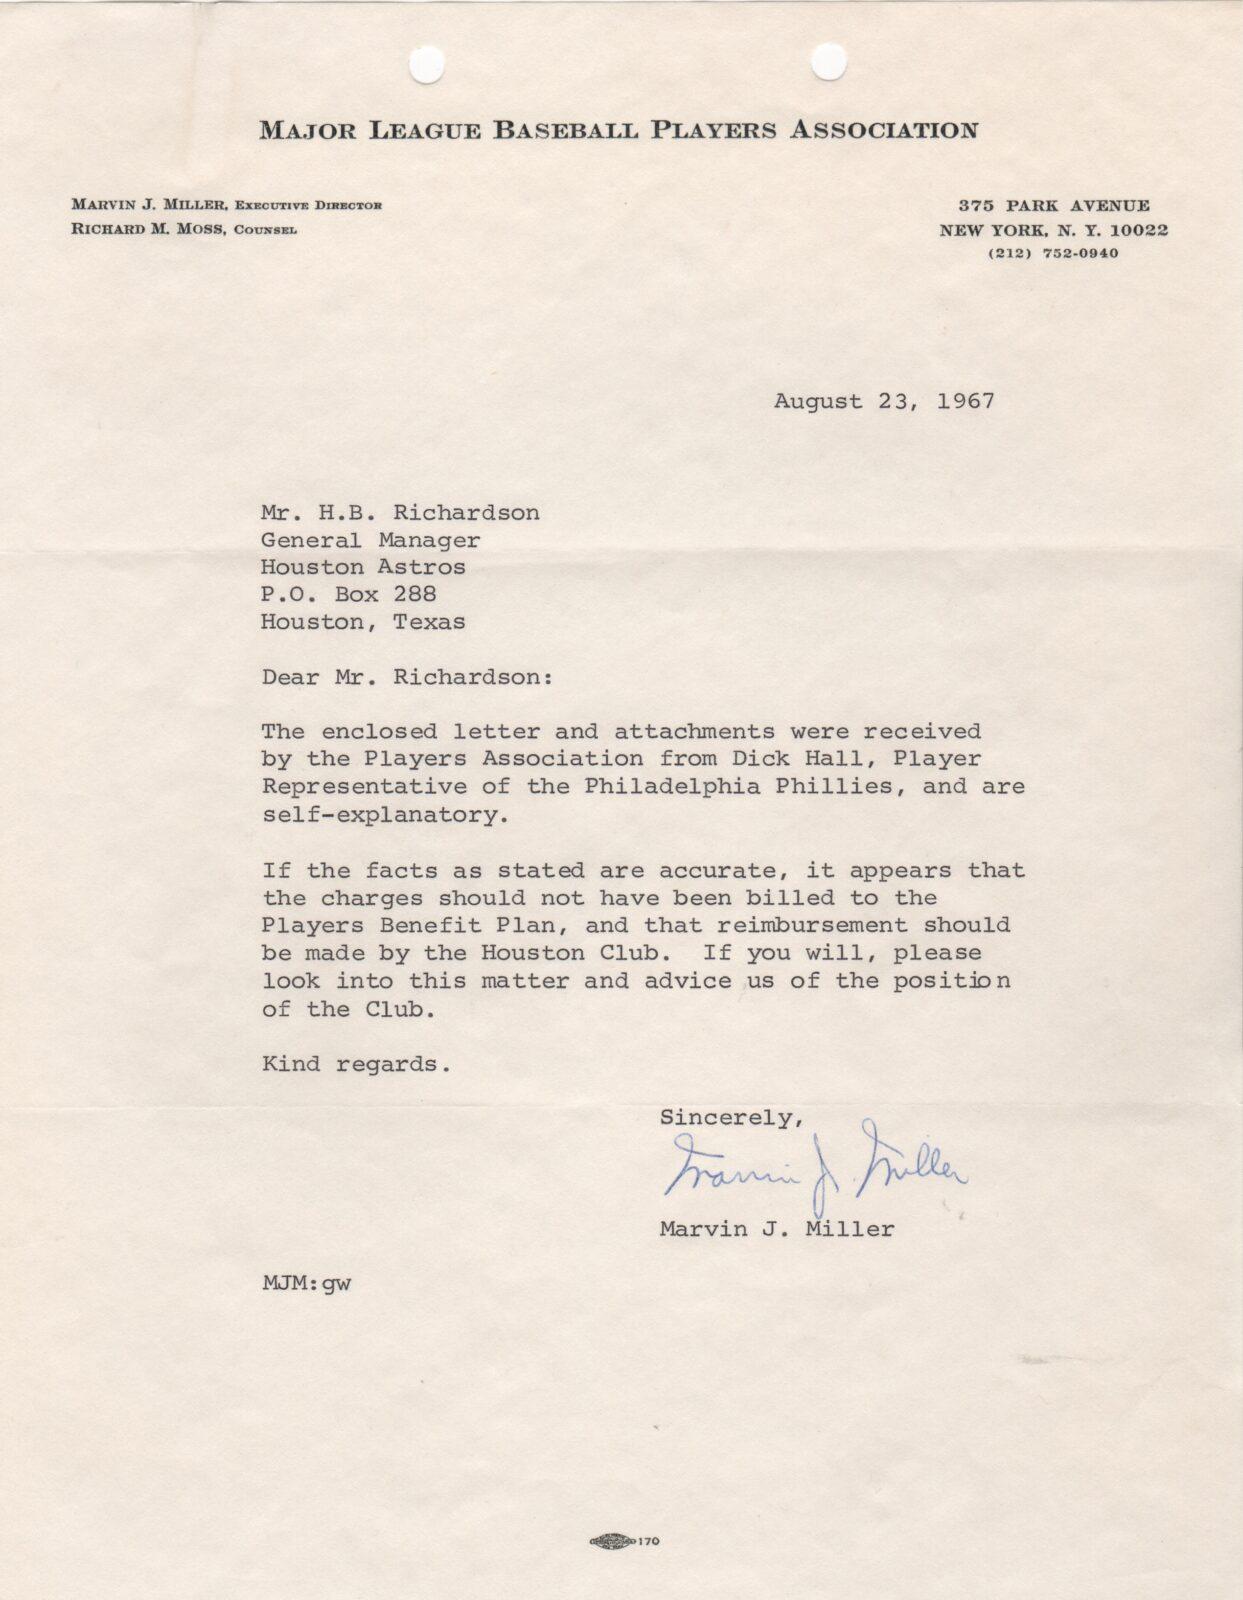 MAJOR LEAGUE BASEBALL PLAYERS ASSOCIATION
MARVIN J. MILLER, EXECUTIVE DIRECTOR
RICHARD M. MOSS, COUNSEL
375 PARK AVENUE
NEW YORK, N. Y. 10022
(212) 752-0940
August 23, 1967
Mr. H.B. Richardson
General Manager
Houston Astros
P.O. Box 288
Houston, Texas
Dear Mr. Richardson:
The enclosed letter and attachments were received
by the Players Association from Dick Hall, Player
Representative of the Philadelphia Phillies, and are
self-explanatory.
If the facts as stated are accurate, it appears that
the charges should not have been billed to the
Players Benefit Plan, and that reimbursement should
be made by the Houston Club.  If you will, please
look into this matter and advice us of the position
of the Club.
Kind regards.
Sincerely,
Marvin J Miller
Marvin J. Miller
MJM:gw
170